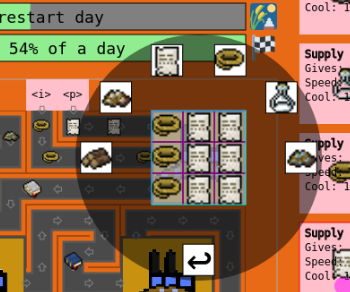 restart day
Cool: 1
54% of a day
Supply
Gives:
Speed
Cool: 1
<i> <p>
Supply
Gives:
Speed
Cool: 1
Supply
Gives:
Speed
Cool: 1